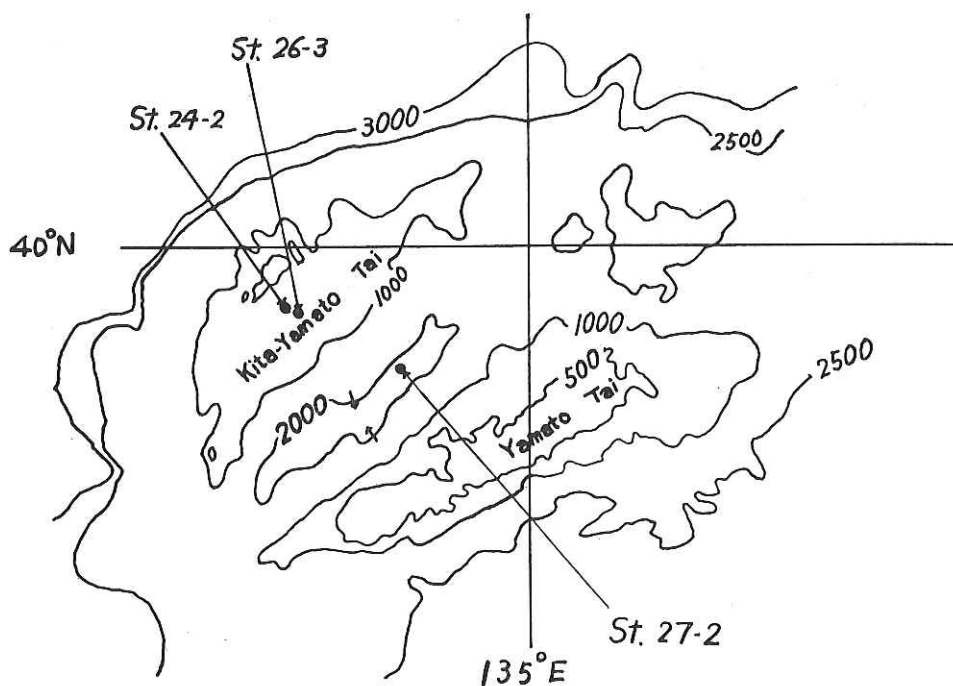 St. 26-3
St. 24-2
3000
2500
40°N
Kita-Yamato Tai
1000
1000
500
2500
2000
Yamato Tai
St. 27-2
135°E